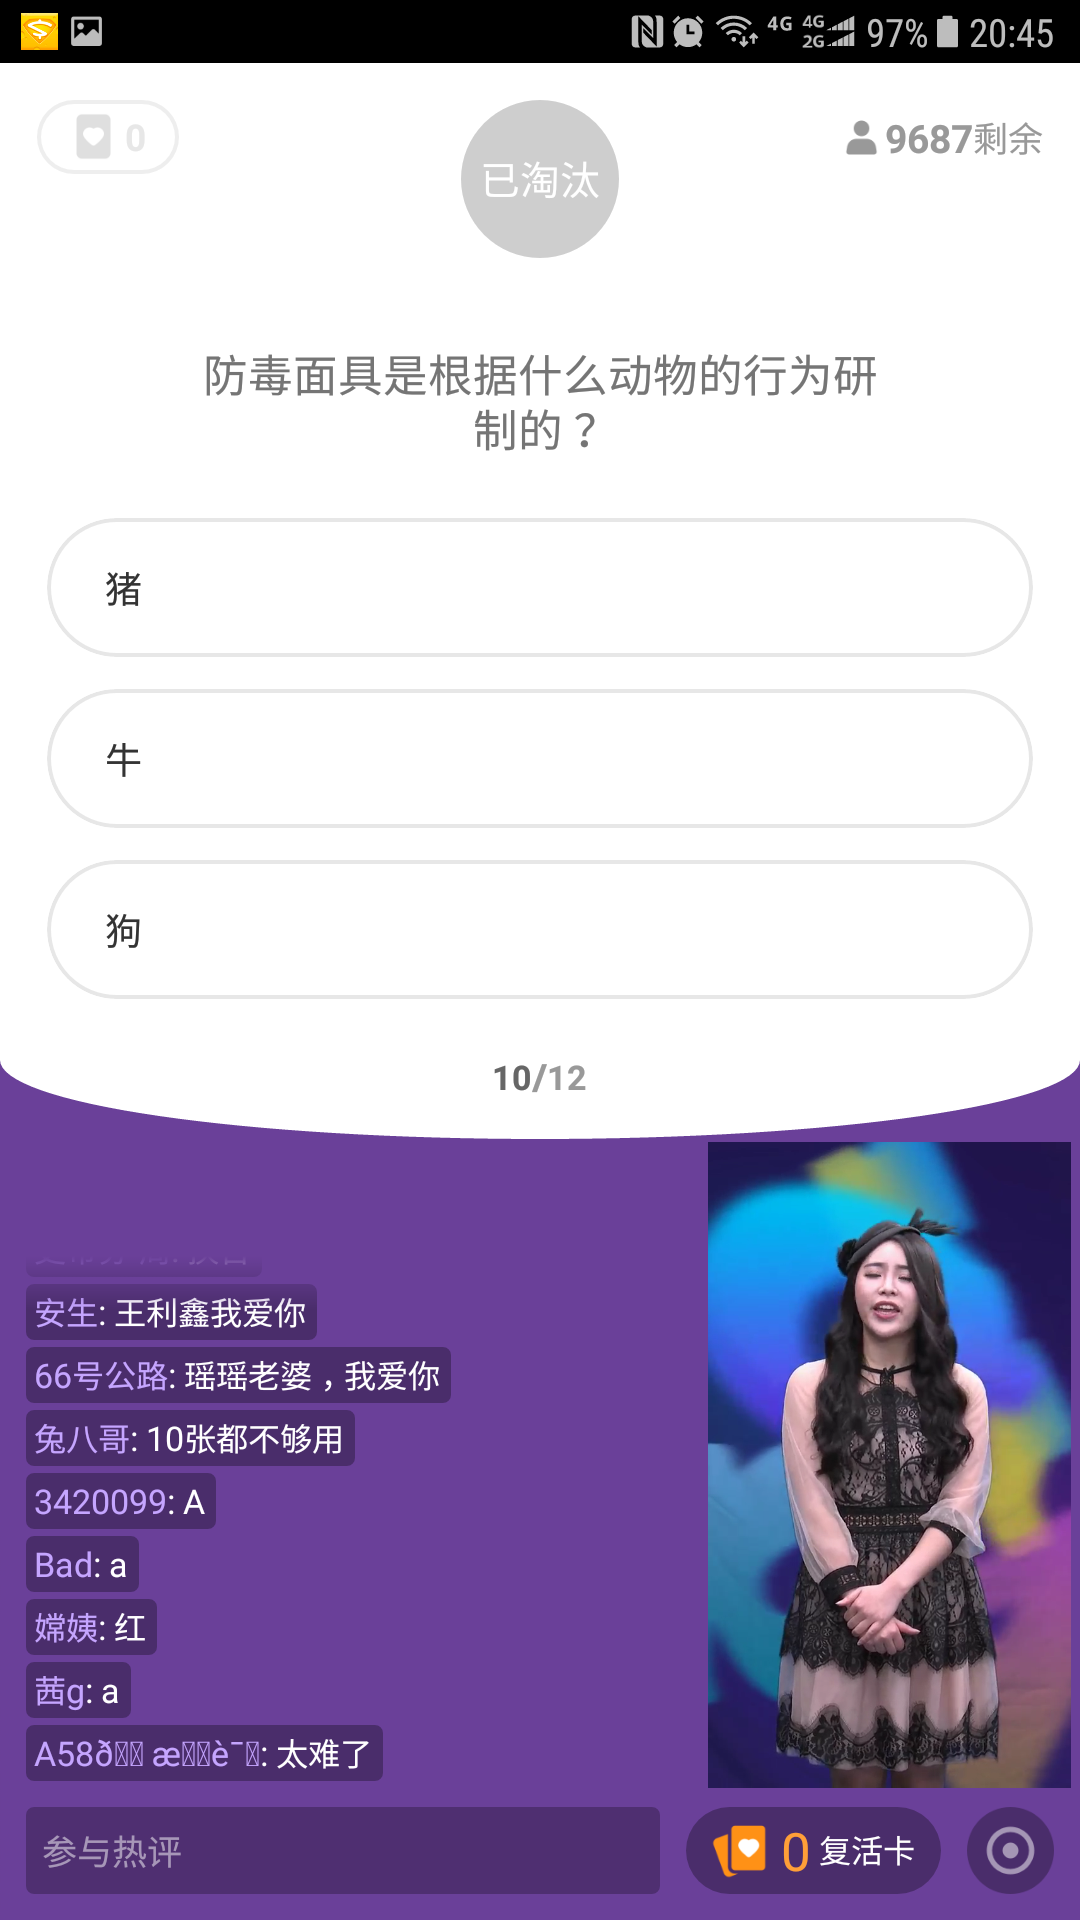 4G 4G 2G 97% 20:45
0
已淘汰
9687剩余
防毒面具是根据什么动物的行为研
制的？
猪
牛
狗
10/12
安生: 王利鑫我爱你
66号公路: 瑶瑶老婆，我爱你
兔八哥: 10张都不够用
3420099: A
Bad: a
嫦姨: 红
茜g: a
A58ð æè¯: 太难了
参与热评
0 复活卡